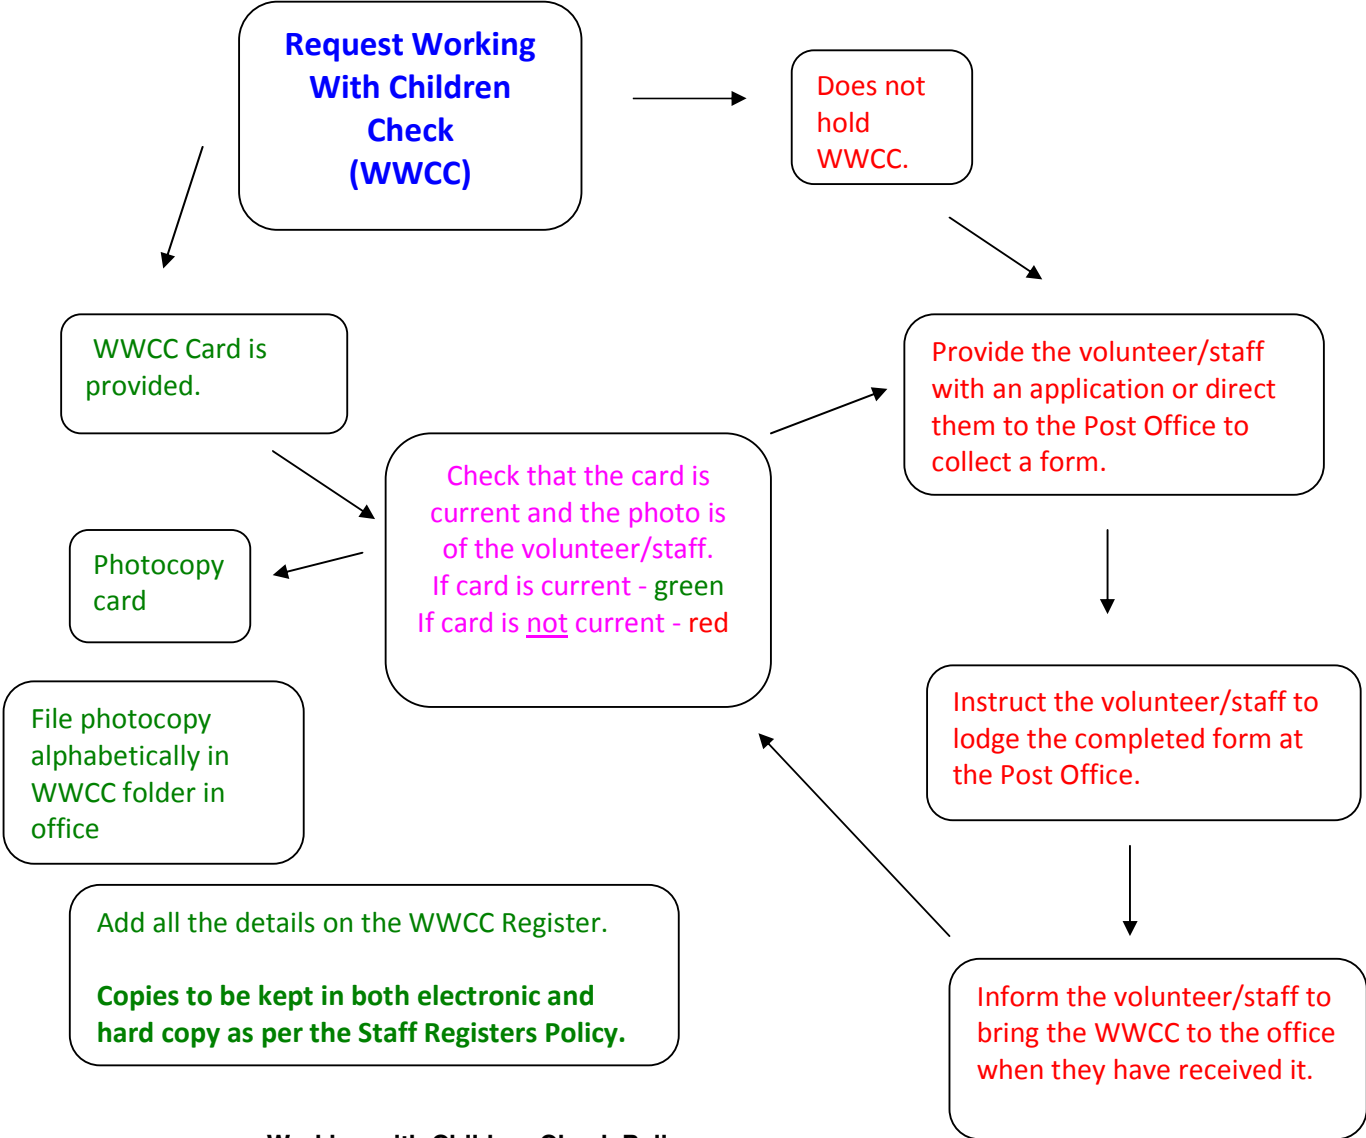 Request Working
With Children
Check
(WWCC)
Does not
hold
WWCC.
WWCC Card is
provided.
Provide the volunteer/staff
with an application or direct
them to the Post Office to
collect a form.
Check that the card is
current and the photo is
of the volunteer/staff.
If card is current - green
If card is not current - red
Photocopy
card
Instruct the volunteer/staff to
lodge the completed form at
the Post Office.
File photocopy
alphabetically in
WWCC folder in
office
Add all the details on the WWCC Register.
Copies to be kept in both electronic and
hard copy as per the Staff Registers Policy.
Inform the volunteer/staff to
bring the WWCC to the office
when they have received it.